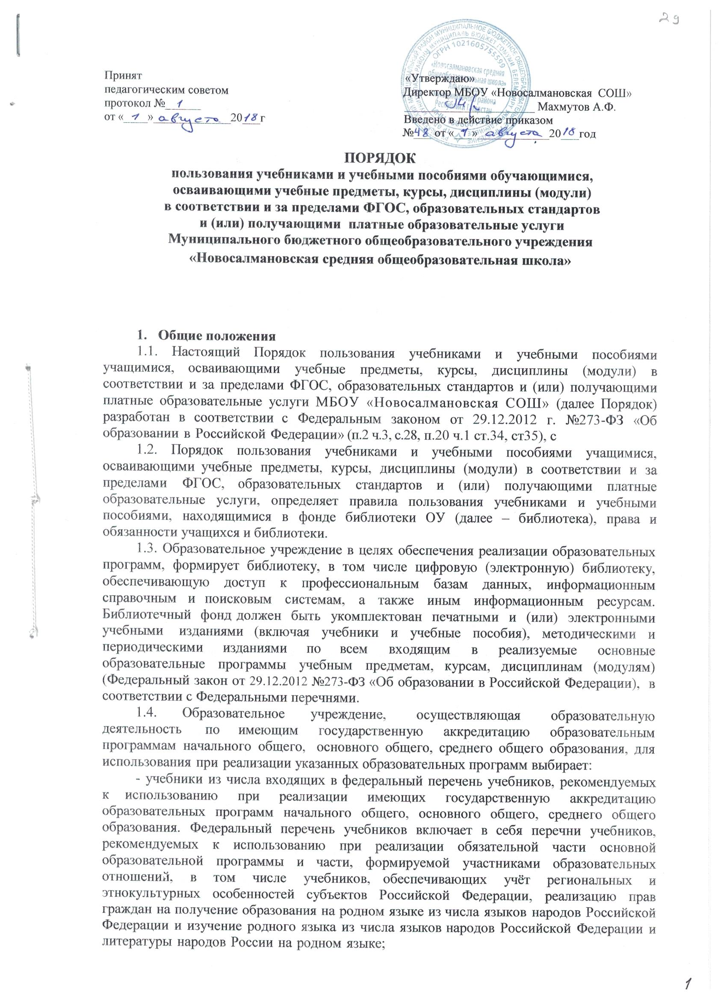 29
Принят
педагогическим советом
протокол № 1
от « 1 » августа 2018 г
«Утверждаю»
Директор МБОУ «Новосалмановская СОШ»
Махмутов А.Ф.
Введено в действие приказом
№48 от « 1 » августа 2018 год
ОГРН 1021605755599
«Новосалмановская средняя
общеобразовательная школа»
муниципального района
Республики Татарстан
ПОРЯДОК
пользования учебниками и учебными пособиями обучающимися,
осваивающими учебные предметы, курсы, дисциплины (модули)
в соответствии и за пределами ФГОС, образовательных стандартов
и (или) получающими платные образовательные услуги
Муниципального бюджетного общеобразовательного учреждения
«Новосалмановская средняя общеобразовательная школа»
1. Общие положения
1.1. Настоящий Порядок пользования учебниками и учебными пособиями
учащимися, осваивающими учебные предметы, курсы, дисциплины (модули) в
соответствии и за пределами ФГОС, образовательных стандартов и (или) получающими
платные образовательные услуги МБОУ «Новосалмановская СОШ» (далее Порядок)
разработан в соответствии с Федеральным законом от 29.12.2012 г. №273-ФЗ «Об
образовании в Российской Федерации» (п.2 ч.3, с.28, п.20 ч.1 ст.34, ст35), с
1.2. Порядок пользования учебниками и учебными пособиями учащимися,
осваивающими учебные предметы, курсы, дисциплины (модули) в соответствии и за
пределами ФГОС, образовательных стандартов и (или) получающими платные
образовательные услуги, определяет правила пользования учебниками и учебными
пособиями, находящимися в фонде библиотеки ОУ (далее – библиотека), права и
обязанности учащихся и библиотеки.
1.3. Образовательное учреждение в целях обеспечения реализации образовательных
программ, формирует библиотеку, в том числе цифровую (электронную) библиотеку,
обеспечивающую доступ к профессиональным базам данных, информационным
справочным и поисковым системам, а также иным информационным ресурсам.
Библиотечный фонд должен быть укомплектован печатными и (или) электронными
учебными изданиями (включая учебники и учебные пособия), методическими и
периодическими изданиями по всем входящим в реализуемые основные
образовательные программы учебным предметам, курсам, дисциплинам (модулям)
(Федеральный закон от 29.12.2012 №273-ФЗ «Об образовании в Российской Федерации), в
соответствии с Федеральными перечнями.
1.4. Образовательное учреждение, осуществляющая образовательную
деятельность по имеющим государственную аккредитацию образовательным
программам начального общего, основного общего, среднего общего образования, для
использования при реализации указанных образовательных программ выбирает:
- учебники из числа входящих в федеральный перечень учебников, рекомендуемых
к использованию при реализации имеющих государственную аккредитацию
образовательных программ начального общего, основного общего, среднего общего
образования. Федеральный перечень учебников включает в себя перечни учебников,
рекомендуемых к использованию при реализации обязательной части основной
образовательной программы и части, формируемой участниками образовательных
отношений, в том числе учебников, обеспечивающих учёт региональных и
этнокультурных особенностей субъектов Российской Федерации, реализацию прав
граждан на получение образования на родном языке из числа языков народов Российской
Федерации и изучение родного языка из числа языков народов Российской Федерации и
литературы народов России на родном языке;
1